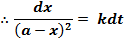 ∴ dx/(a − x)² = kdt